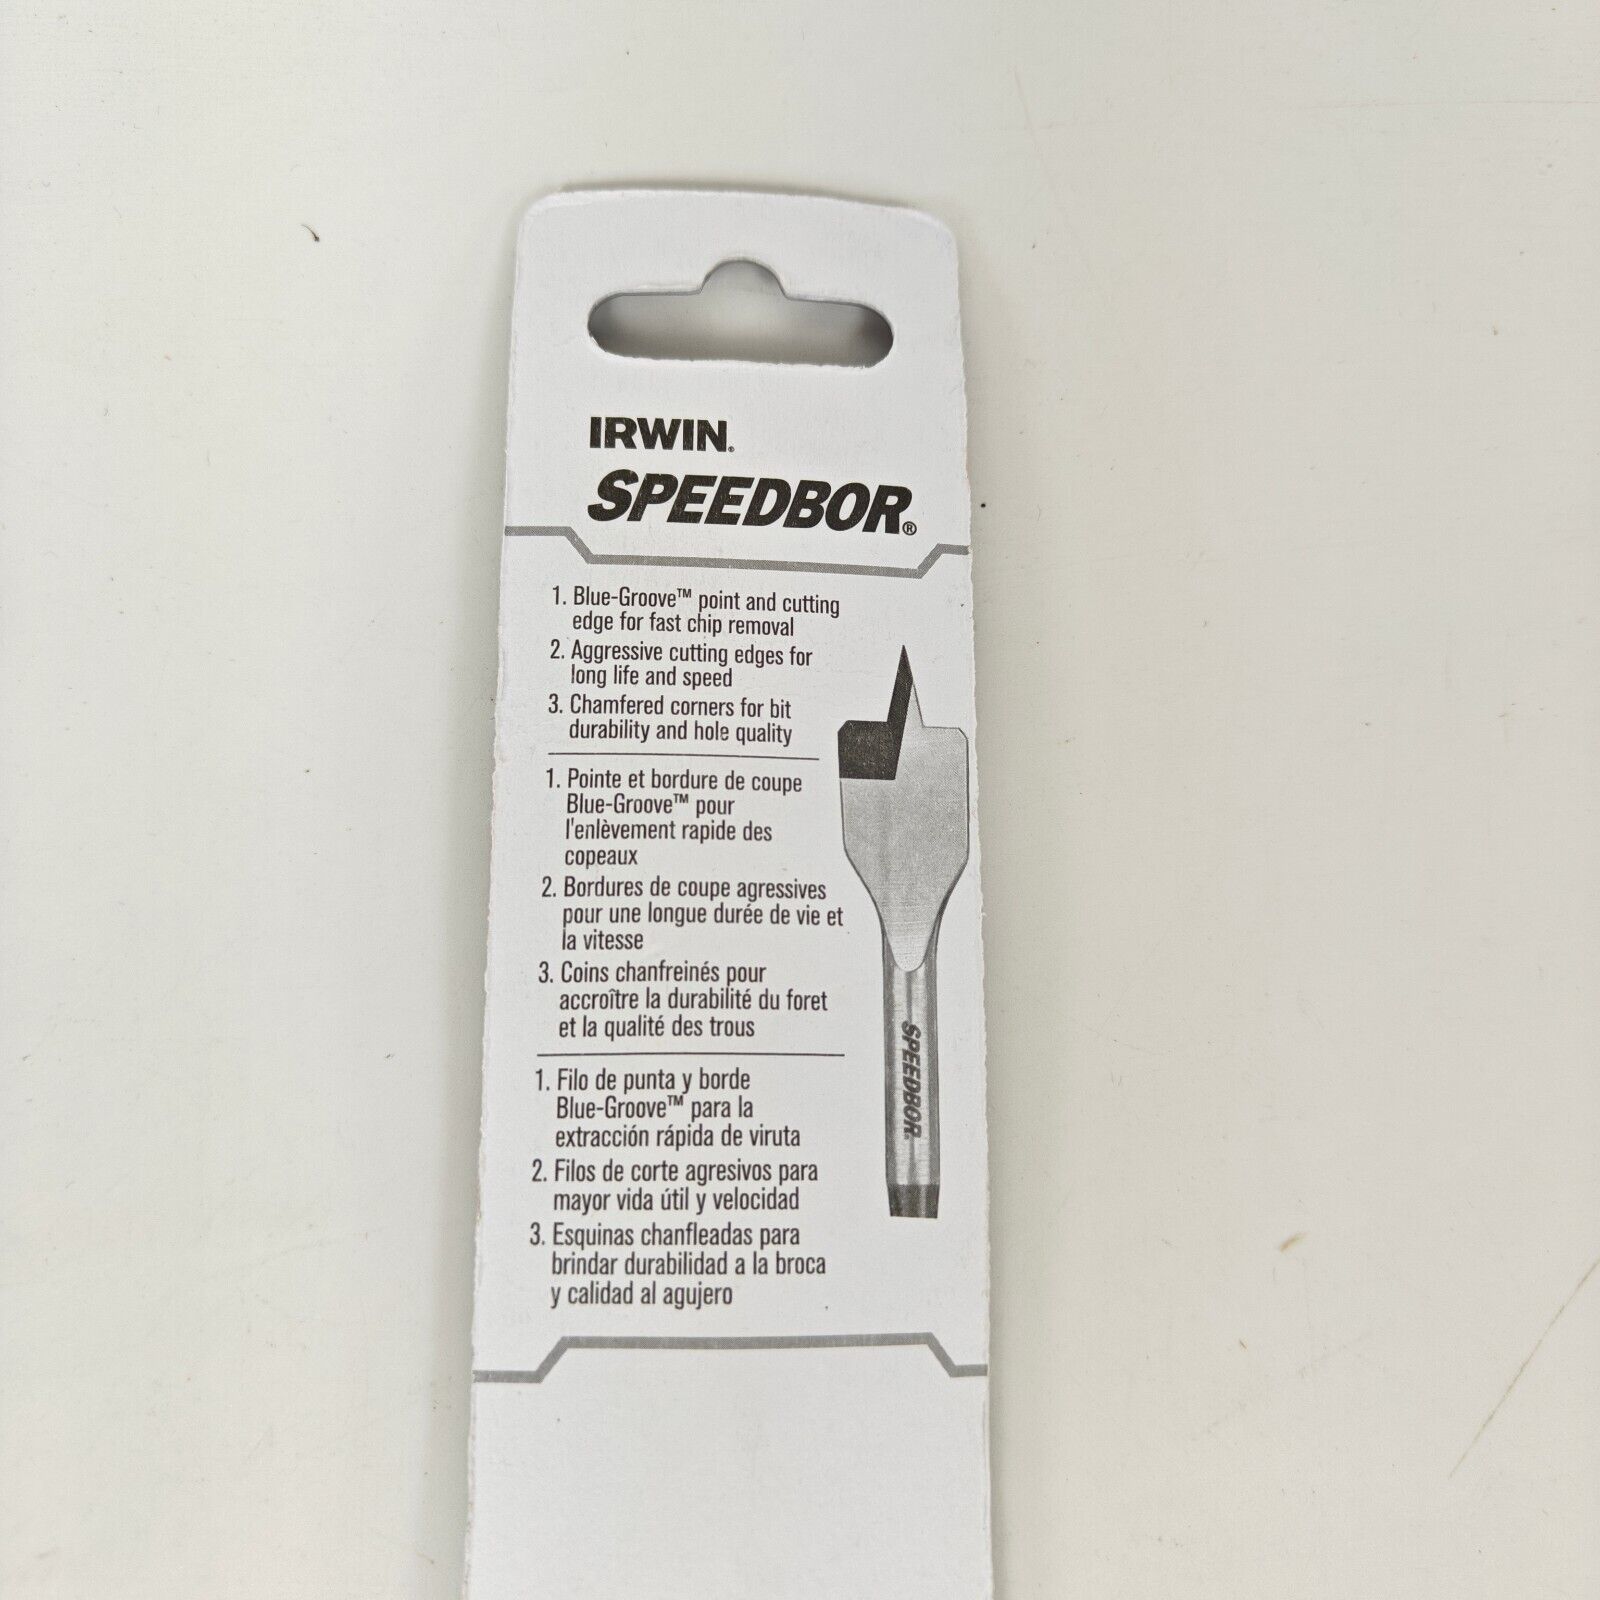 IRWIN®
SPEEDBOR®
1. Blue-Groove™ point and cutting
edge for fast chip removal
2. Aggressive cutting edges for
long life and speed
3. Chamfered corners for bit
durability and hole quality
1. Pointe et bordure de coupe
Blue-Groove™ pour
l'enlèvement rapide des
copeaux
2. Bordures de coupe agressives
pour une longue durée de vie et
la vitesse
3. Coins chanfreinés pour
accroître la durabilité du foret
et la qualité des trous
1. Filo de punta y borde
Blue-Groove™ para la
extracción rápida de viruta
2. Filos de corte agresivos para
mayor vida útil y velocidad
3. Esquinas chanfleadas para
brindar durabilidad a la broca
y calidad al agujero
SPEEDBOR